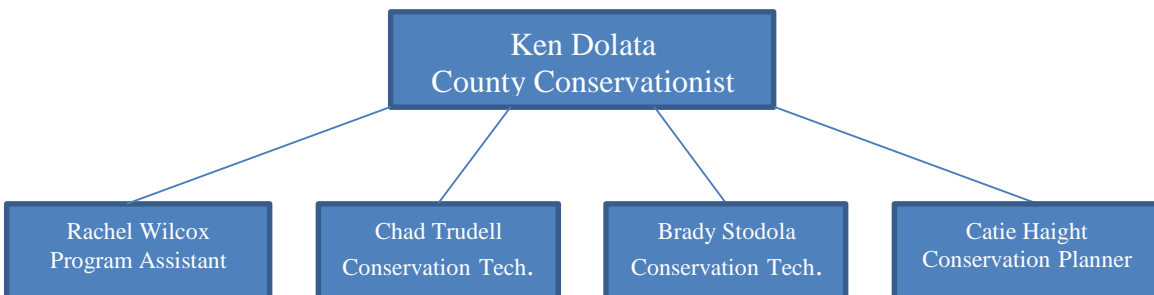 Ken Dolata
County Conservationist
Rachel Wilcox
Program Assistant
Chad Trudell
Conservation Tech.
Brady Stodola
Conservation Tech.
Catie Haight
Conservation Planner